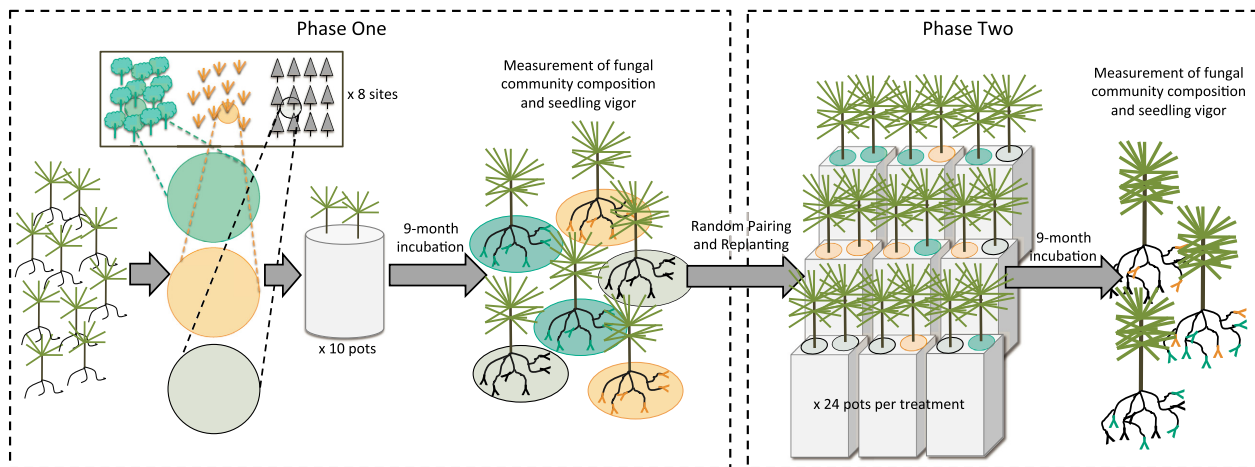 Phase One
x 8 sites
x 10 pots
9-month
incubation
Measurement of fungal
community composition
and seedling vigor
Random Pairing
and Replanting
Phase Two
x 24 pots per treatment
9-month
incubation
Measurement of fungal
community composition
and seedling vigor